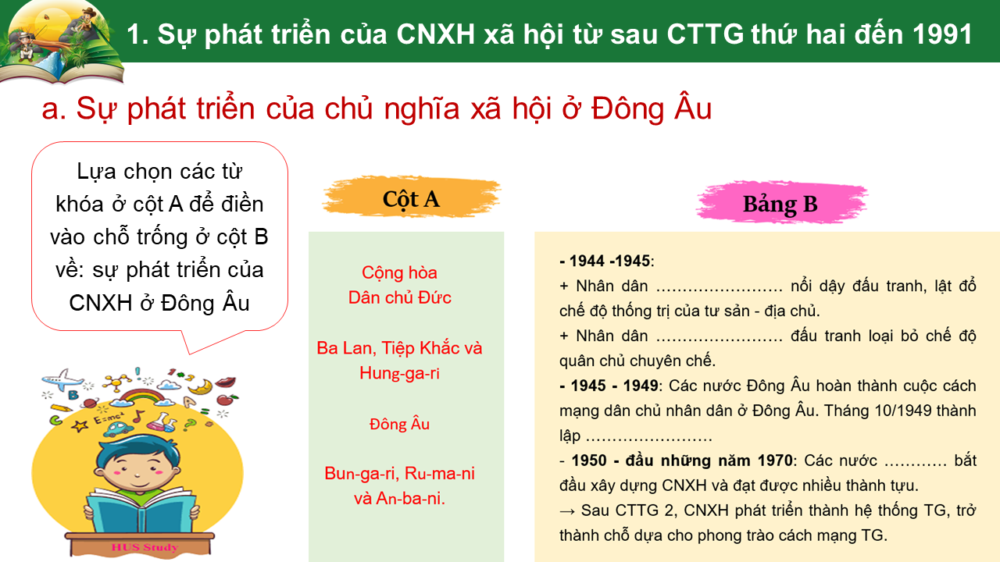 1. Sự phát triển của CNXH xã hội từ sau CTTG thứ hai đến 1991
a. Sự phát triển của chủ nghĩa xã hội ở Đông Âu
Lựa chọn các từ
khóa ở cột A để điền
vào chỗ trống ở cột B
về: sự phát triển của
CNXH ở Đông Âu
E=mc²
HUS Study
Cột A
Cộng hòa
Dân chủ Đức
Ba Lan, Tiệp Khắc và
Hung-ga-ri
Đông Âu
Bun-ga-ri, Ru-ma-ni
và An-ba-ni.
Bảng B
- 1944 -1945:
+ Nhân dân …………………… nổi dậy đấu tranh, lật đổ
chế độ thống trị của tư sản - địa chủ.
+ Nhân dân …………………… đấu tranh loại bỏ chế độ
quân chủ chuyên chế.
- 1945 - 1949: Các nước Đông Âu hoàn thành cuộc cách
mạng dân chủ nhân dân ở Đông Âu. Tháng 10/1949 thành
lập ……………………
- 1950 - đầu những năm 1970: Các nước ………… bắt
đầu xây dựng CNXH và đạt được nhiều thành tựu.
→ Sau CTTG 2, CNXH phát triển thành hệ thống TG, trở
thành chỗ dựa cho phong trào cách mạng TG.